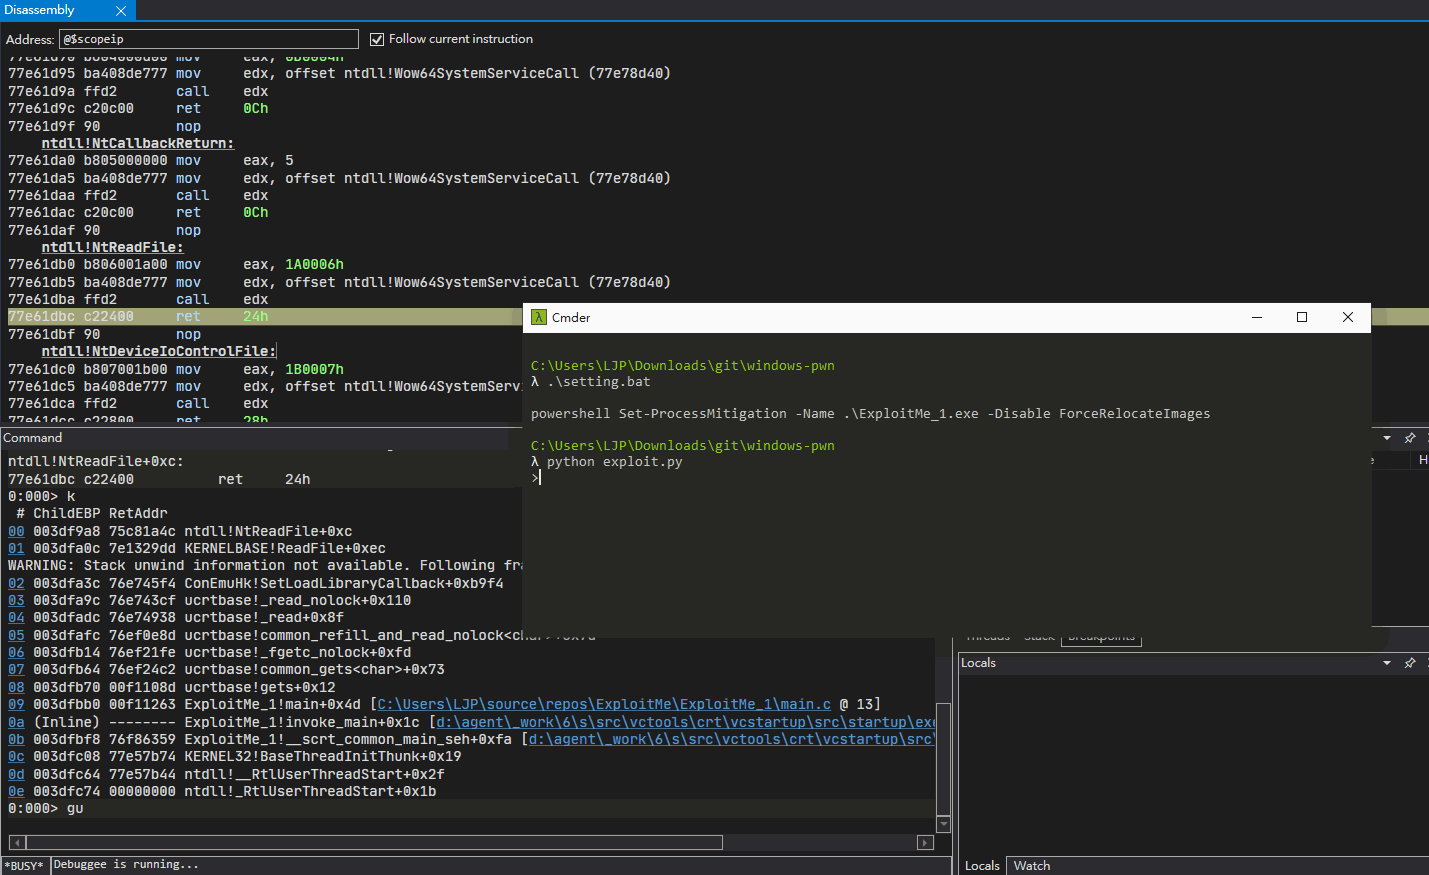 Disassembly
Address: @$scopeip Follow current instruction
77e61d95 ba408de777 mov edx, offset ntdll!Wow64SystemServiceCall (77e78d40)
77e61d9a ffd2 call edx
77e61d9c c20c00 ret 0Ch
77e61d9f 90 nop
ntdll!NtCallbackReturn:
77e61da0 b805000000 mov eax, 5
77e61da5 ba408de777 mov edx, offset ntdll!Wow64SystemServiceCall (77e78d40)
77e61daa ffd2 call edx
77e61dac c20c00 ret 0Ch
77e61daf 90 nop
ntdll!NtReadFile:
77e61db0 b806001a00 mov eax, 1A0006h
77e61db5 ba408de777 mov edx, offset ntdll!Wow64SystemServiceCall (77e78d40)
77e61dba ffd2 call edx
77e61dbc c22400 ret 24h
77e61dbf 90 nop
ntdll!NtDeviceIoControlFile:
77e61dc0 b807001b00 mov eax, 1B0007h
77e61dc5 ba408de777 mov edx, offset ntdll!Wow64SystemServi
77e61dca ffd2 call edx
77e61dcc c22800 ret 28h
Cmder
C:\Users\LJP\Downloads\git\windows-pwn
λ .\setting.bat
powershell Set-ProcessMitigation -Name .\ExploitMe_1.exe -Disable ForceRelocateImages
C:\Users\LJP\Downloads\git\windows-pwn
λ python exploit.py
>
Command
ntdll!NtReadFile+0xc:
77e61dbc c22400 ret 24h
0:000> k
# ChildEBP RetAddr
00 003df9a8 75c81a4c ntdll!NtReadFile+0xc
01 003dfa0c 7e1329dd KERNELBASE!ReadFile+0xec
WARNING: Stack unwind information not available. Following fra
02 003dfa3c 76e745f4 ConEmuHk!SetLoadLibraryCallback+0xb9f4
03 003dfa9c 76e743cf ucrtbase!_read_nolock+0x110
04 003dfadc 76e74938 ucrtbase!_read+0x8f
05 003dfafc 76ef0e8d ucrtbase!common_refill_and_read_nolock<char>+0x7d
06 003dfb14 76ef21fe ucrtbase!_fgetc_nolock+0xfd
07 003dfb64 76ef24c2 ucrtbase!common_gets<char>+0x73
08 003dfb70 00f1108d ucrtbase!gets+0x12
09 003dfbb0 00f11263 ExploitMe_1!main+0x4d [C:\Users\LJP\source\repos\ExploitMe\ExploitMe_1\main.c @ 13]
0a (Inline) -------- ExploitMe_1!invoke_main+0x1c [d:\agent\_work\6\s\src\vctools\crt\vcstartup\src\startup\exe
0b 003dfbf8 76f86359 ExploitMe_1!__scrt_common_main_seh+0xfa [d:\agent\_work\6\s\src\vctools\crt\vcstartup\src\
0c 003dfc08 77e57b74 KERNEL32!BaseThreadInitThunk+0x19
0d 003dfc64 77e57b44 ntdll!__RtlUserThreadStart+0x2f
0e 003dfc74 00000000 ntdll!_RtlUserThreadStart+0x1b
0:000> gu
*BUSY* Debuggee is running...
Threads Stack Breakpoints
Locals
Locals Watch